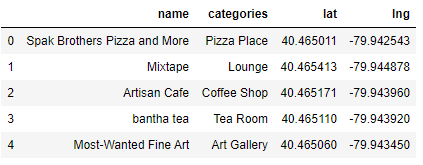 name categories lat lng
0 Spak Brothers Pizza and More Pizza Place 40.465011 -79.942543
1 Mixtape Lounge 40.465413 -79.944878
2 Artisan Cafe Coffee Shop 40.465171 -79.943960
3 bantha tea Tea Room 40.465110 -79.943920
4 Most-Wanted Fine Art Art Gallery 40.465060 -79.943450